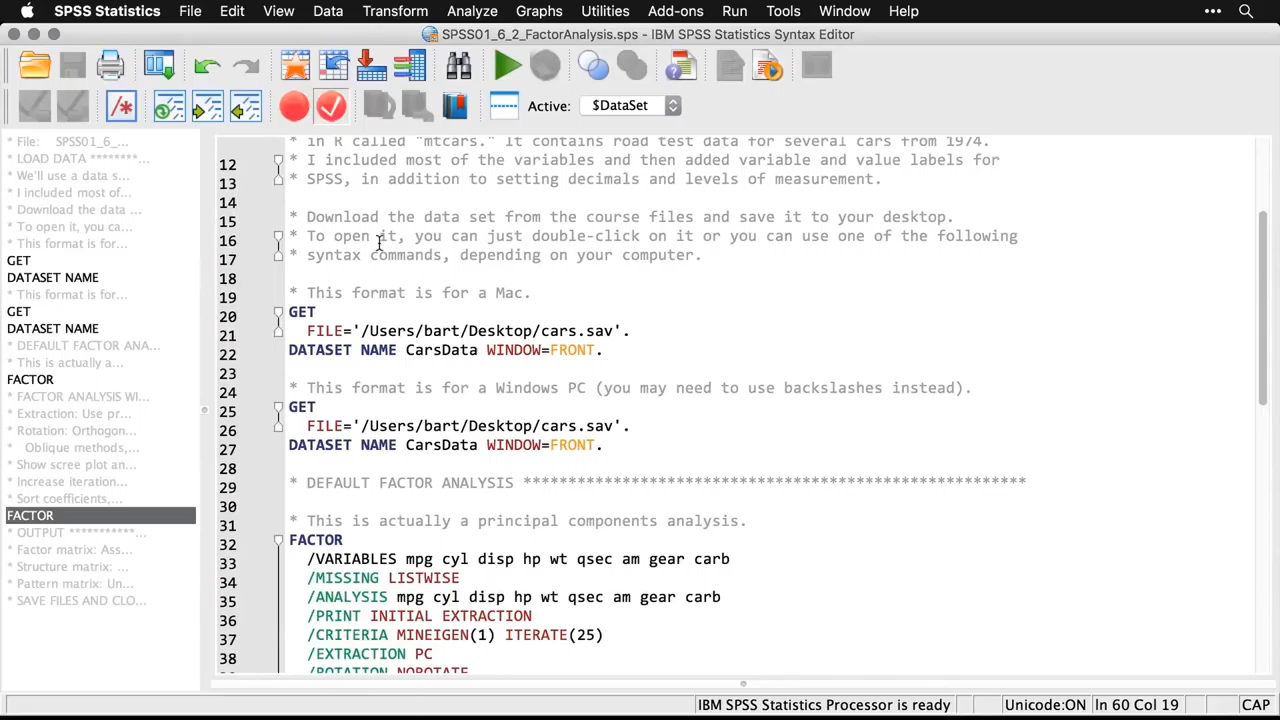 SPSS Statistics File Edit View Data Transform Analyze Graphs Utilities Add-ons Run Tools Window Help
SPSS01_6_2_FactorAnalysis.sps - IBM SPSS Statistics Syntax Editor
Active: $DataSet
* File: SPSS01_6_...
* LOAD DATA ********...
* We'll use a data s...
* I included most of...
* Download the data ...
* To open it, you ca...
* This format is for...
GET
DATASET NAME
* This format is for...
GET
DATASET NAME
* DEFAULT FACTOR ANA...
* This is actually a...
FACTOR
* FACTOR ANALYSIS WI...
* Extraction: Use pr...
* Rotation: Orthogon...
* Oblique methods,...
* Show scree plot an...
* Increase iteration...
* Sort coefficients,...
FACTOR
* OUTPUT ***********...
* Factor matrix: Ass...
* Structure matrix: ...
* Pattern matrix: Un...
* SAVE FILES AND CLO...
* in R called "mtcars." It contains road test data for several cars from 1974.
12 * I included most of the variables and then added variable and value labels for
13 * SPSS, in addition to setting decimals and levels of measurement.
14
15 * Download the data set from the course files and save it to your desktop.
16 * To open it, you can just double-click on it or you can use one of the following
17 * syntax commands, depending on your computer.
18
19 * This format is for a Mac.
20 GET
21 FILE='/Users/bart/Desktop/cars.sav'.
22 DATASET NAME CarsData WINDOW=FRONT.
23
24 * This format is for a Windows PC (you may need to use backslashes instead).
25 GET
26 FILE='/Users/bart/Desktop/cars.sav'.
27 DATASET NAME CarsData WINDOW=FRONT.
28
29 * DEFAULT FACTOR ANALYSIS ********************************************************
30
31 * This is actually a principal components analysis.
32 FACTOR
33 /VARIABLES mpg cyl disp hp wt qsec am gear carb
34 /MISSING LISTWISE
35 /ANALYSIS mpg cyl disp hp wt qsec am gear carb
36 /PRINT INITIAL EXTRACTION
37 /CRITERIA MINEIGEN(1) ITERATE(25)
38 /EXTRACTION PC
/ROTATION NOROTATE
IBM SPSS Statistics Processor is ready Unicode:ON In 60 Col 19 CAP